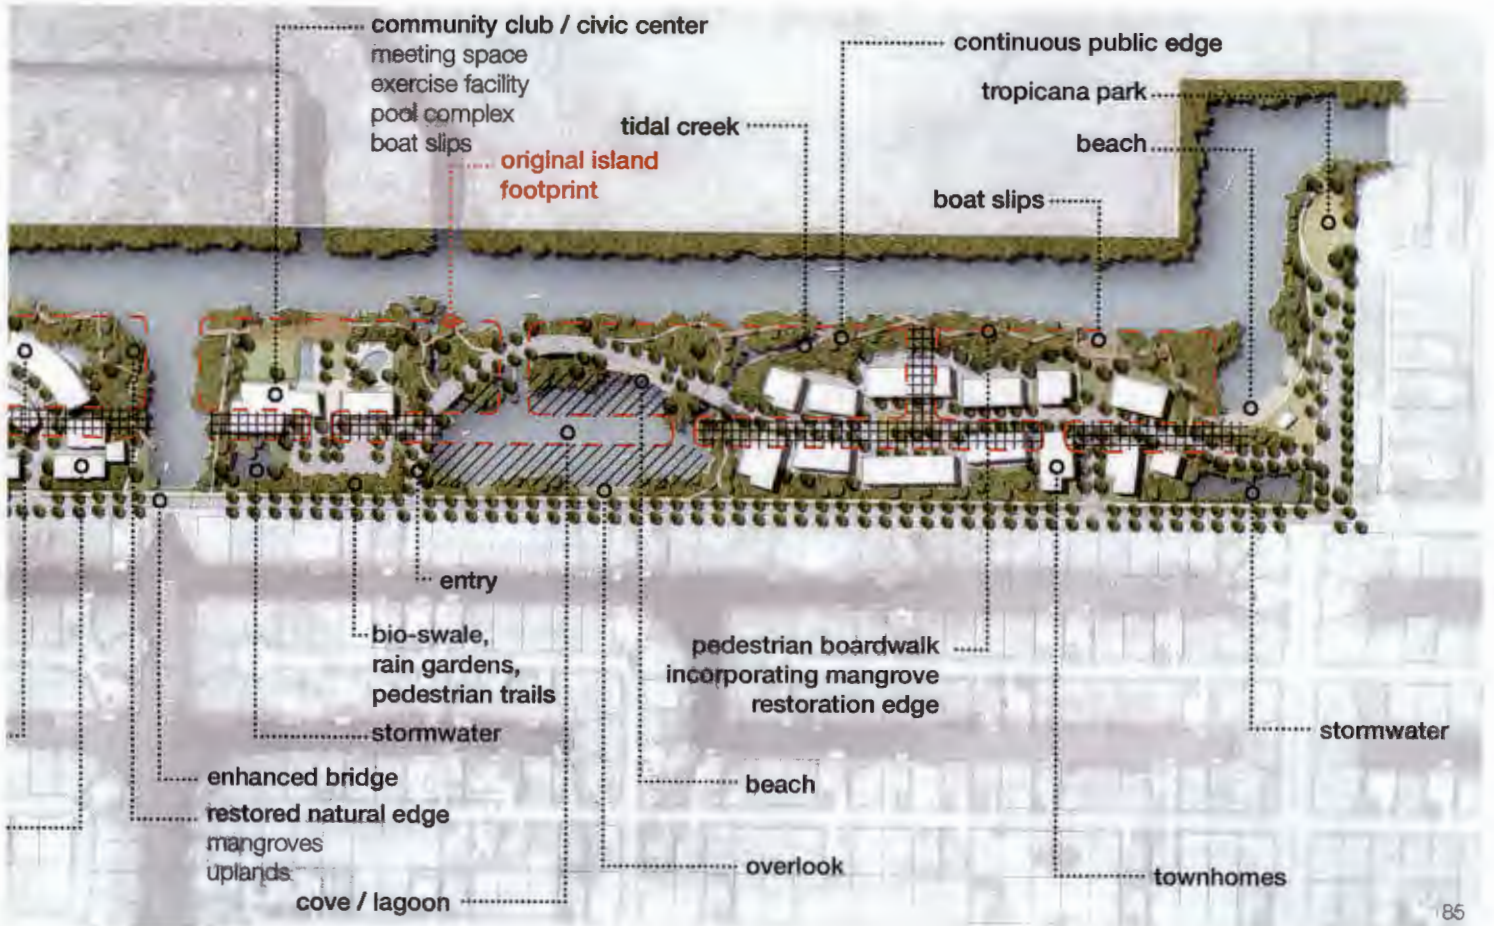 community club / civic center
meeting space
exercise facility
pool complex
boat slips
original island
footprint
tidal creek
continuous public edge
tropicana park
beach
boat slips
entry
bio-swale,
rain gardens,
pedestrian trails
stormwater
enhanced bridge
restored natural edge
mangroves
uplands
cove / lagoon
pedestrian boardwalk
incorporating mangrove
restoration edge
beach
overlook
stormwater
townhomes
85